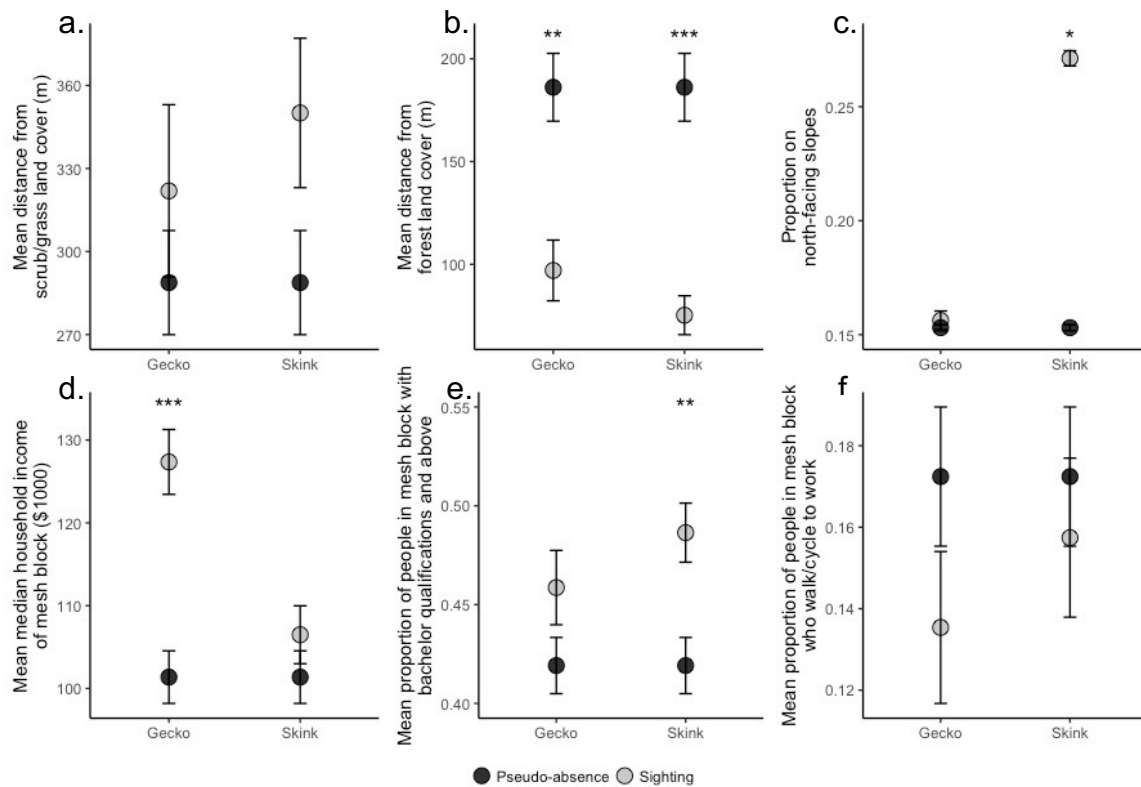 a.
Mean distance from
scrub/grass land cover (m)
360
330
300
270
Gecko
Skink
b.
** ***
Mean distance from
forest land cover (m)
200
150
100
Gecko
Skink
c.
*
Proportion on
north-facing slopes
0.25
0.20
0.15
Gecko
Skink
d.
***
Mean median household income
of mesh block ($1000)
130
120
110
100
Gecko
Skink
e.
**
Mean proportion of people in mesh block with
bachelor qualifications and above
0.55
0.50
0.45
0.40
Gecko
Skink
f.
Mean proportion of people in mesh block
who walk/cycle to work
0.18
0.16
0.14
0.12
Gecko
Skink
Pseudo-absence Sighting